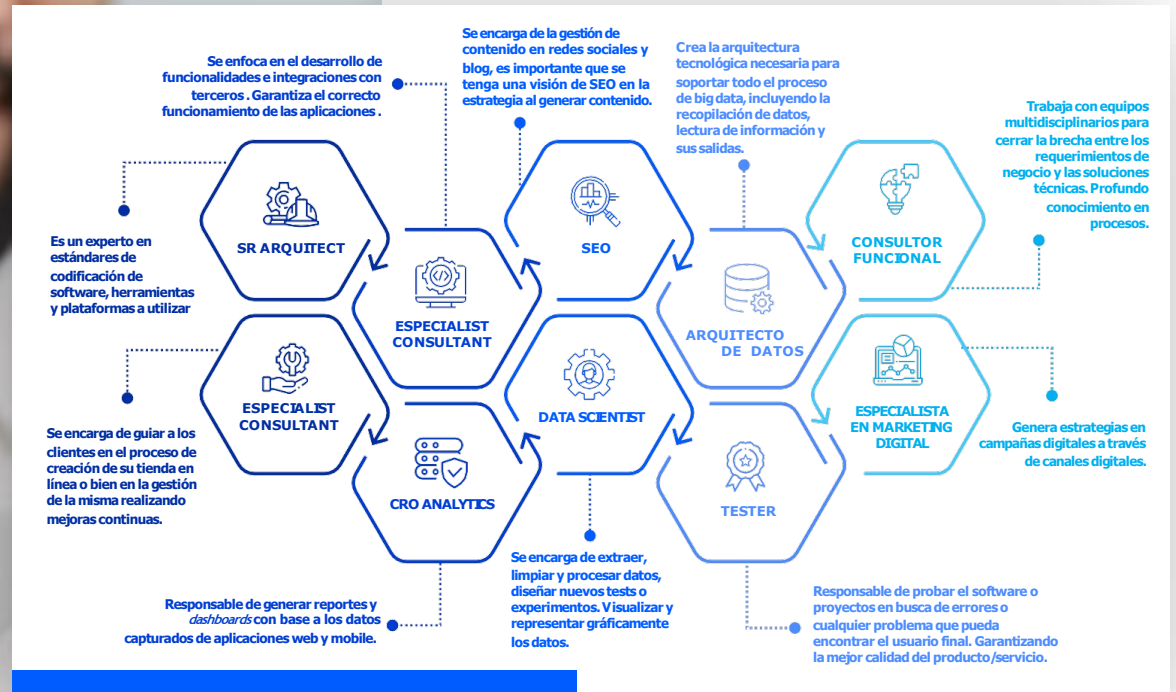 Se enfoca en el desarrollo de
funcionalidades e integraciones con
terceros . Garantiza el correcto
funcionamiento de las aplicaciones .
Se encarga de la gestión de
contenido en redes sociales y
blog, es importante que se
tenga una visión de SEO en la
estrategia al generar contenido.
Crea la arquitectura
tecnológica necesaria para
soportar todo el proceso
de big data, incluyendo la
recopilación de datos,
lectura de información y
sus salidas.
Trabaja con equipos
multidisciplinarios para
cerrar la brecha entre los
requerimientos de
negocio y las soluciones
técnicas. Profundo
conocimiento en
procesos.
SR ARQUITECT
SEO
CONSULTOR
FUNCIONAL
Es un experto en
estándares de
codificación de
software, herramientas
y plataformas a utilizar
ESPECIALIST
CONSULTANT
ARQUITECTO
DE DATOS
ESPECIALIST
CONSULTANT
DATA SCIENTIST
ESPECIALISTA
EN MARKETING
DIGITAL
Se encarga de guiar a los
clientes en el proceso de
creación de su tienda en
línea o bien en la gestión
de la misma realizando
mejoras continuas.
Genera estrategias en
campañas digitales a través
de canales digitales.
CRO ANALYTICS
TESTER
Responsable de generar reportes y
dashboards con base a los datos
capturados de aplicaciones web y mobile.
Se encarga de extraer,
limpiar y procesar datos,
diseñar nuevos tests o
experimentos. Visualizar y
representar gráficamente
los datos.
Responsable de probar el software o
proyectos en busca de errores o
cualquier problema que pueda
encontrar el usuario final. Garantizando
la mejor calidad del producto/servicio.